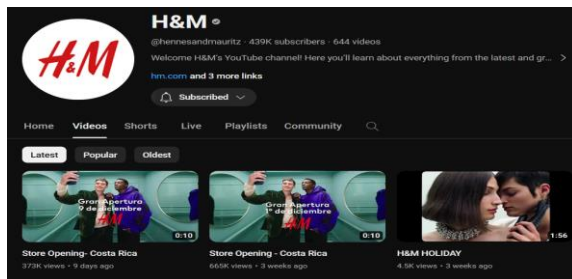 H&M
H&M
@hennesandmauritz · 439K subscribers · 644 videos
Welcome H&M's YouTube channel! Here you'll learn about everything from the latest and gr... >
hm.com and 3 more links
Subscribed
Home Videos Shorts Live Playlists Community
Latest Popular Oldest
Gran Apertura
9 de diciembre
H&M
0:10
Gran Apertura
1º de diciembre
H&M
0:10
1:56
Store Opening- Costa Rica
373K views • 9 days ago
Store Opening - Costa Rica
665K views • 3 weeks ago
H&M HOLIDAY
4.5K views • 3 weeks ago